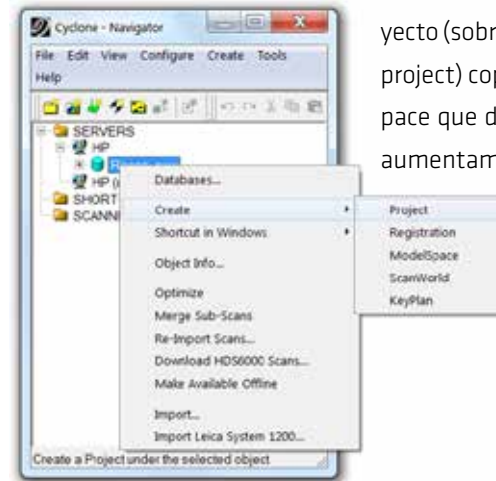 Cyclone - Navigator
File Edit View Configure Create Tools
Help
SERVERS
HP
HP
SHORT
SCANN
Databases...
Create
Shortcut in Windows
Object Info...
Optimize
Merge Sub-Scans
Re-Import Scans...
Download HDS6000 Scans...
Make Available Offline
Import...
Import Leica System 1200...
Project
Registration
ModelSpace
ScanWorld
KeyPlan
Create a Project under the selected object
yecto (sobr
project) cop
pace que d
aumentam